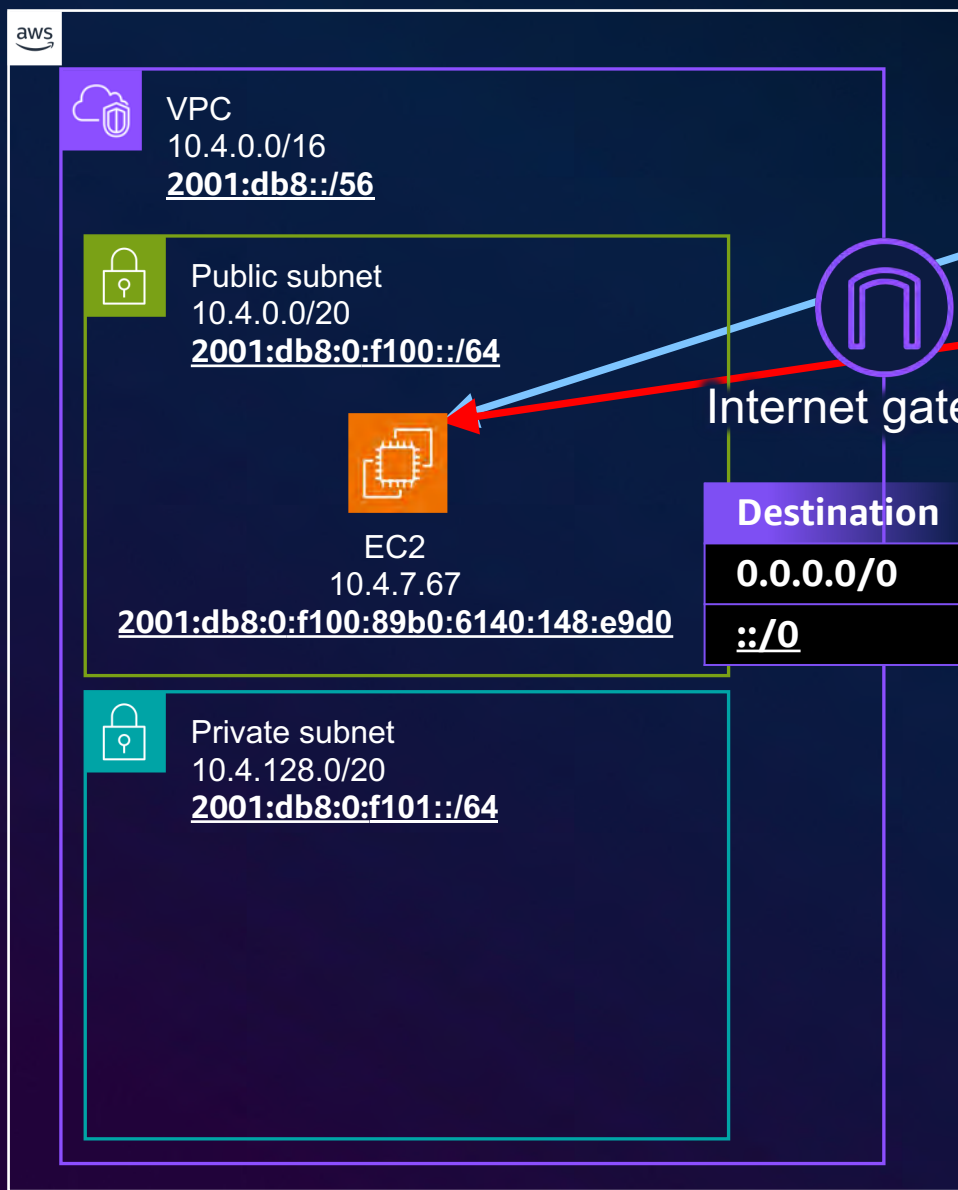 aws
VPC
10.4.0.0/16
2001:db8::/56
Public subnet
10.4.0.0/20
2001:db8:0:f100::/64
Internet gate
EC2
10.4.7.67
2001:db8:0:f100:89b0:6140:148:e9d0
Destination
0.0.0.0/0
::/0
Private subnet
10.4.128.0/20
2001:db8:0:f101::/64